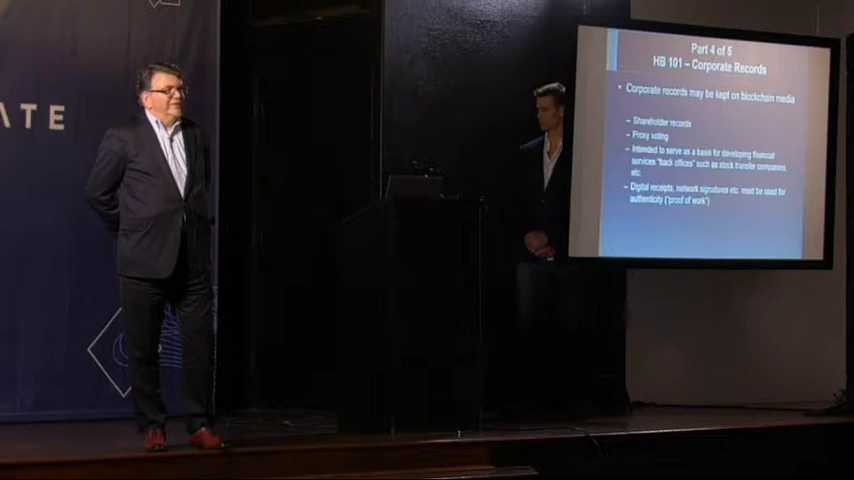 ATE
Part 4 of 5
HB 101 – Corporate Records
• Corporate records may be kept on blockchain media
– Shareholder records
– Proxy voting
– Intended to serve as a basis for developing financial
services "back offices" such as stock transfer companies,
etc.
– Digital receipts, network signatures etc. must be used for
authenticity ("proof of work")